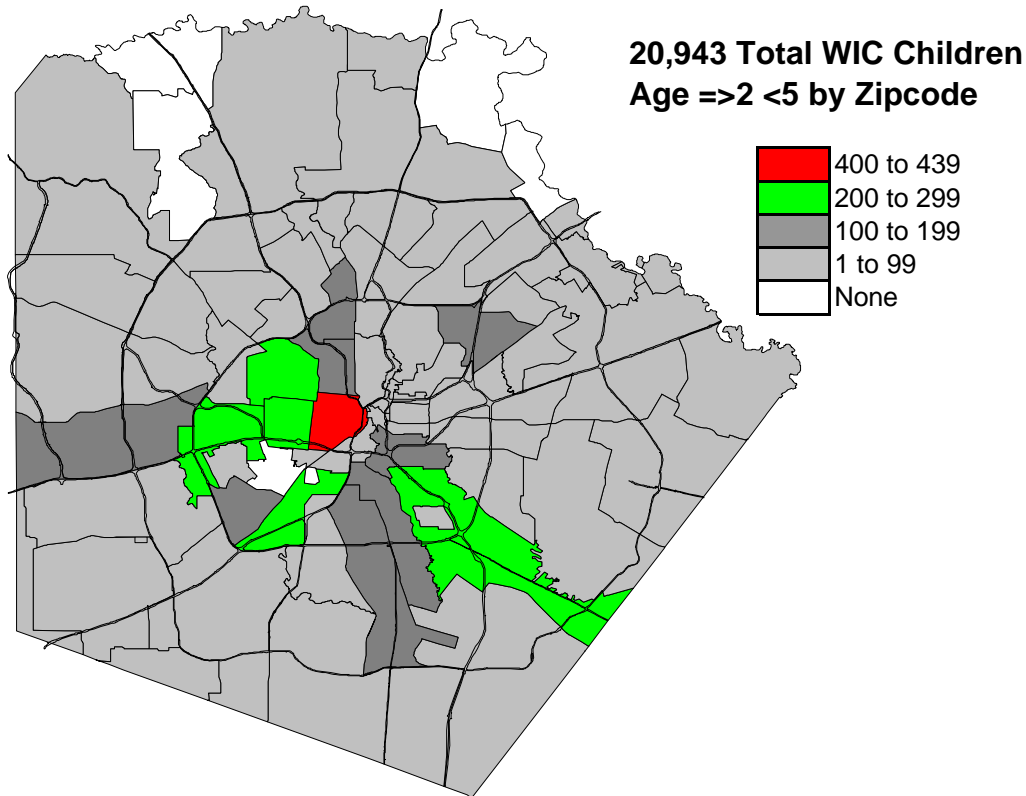 20,943 Total WIC Children
Age =>2 <5 by Zipcode
400 to 439
200 to 299
100 to 199
1 to 99
None